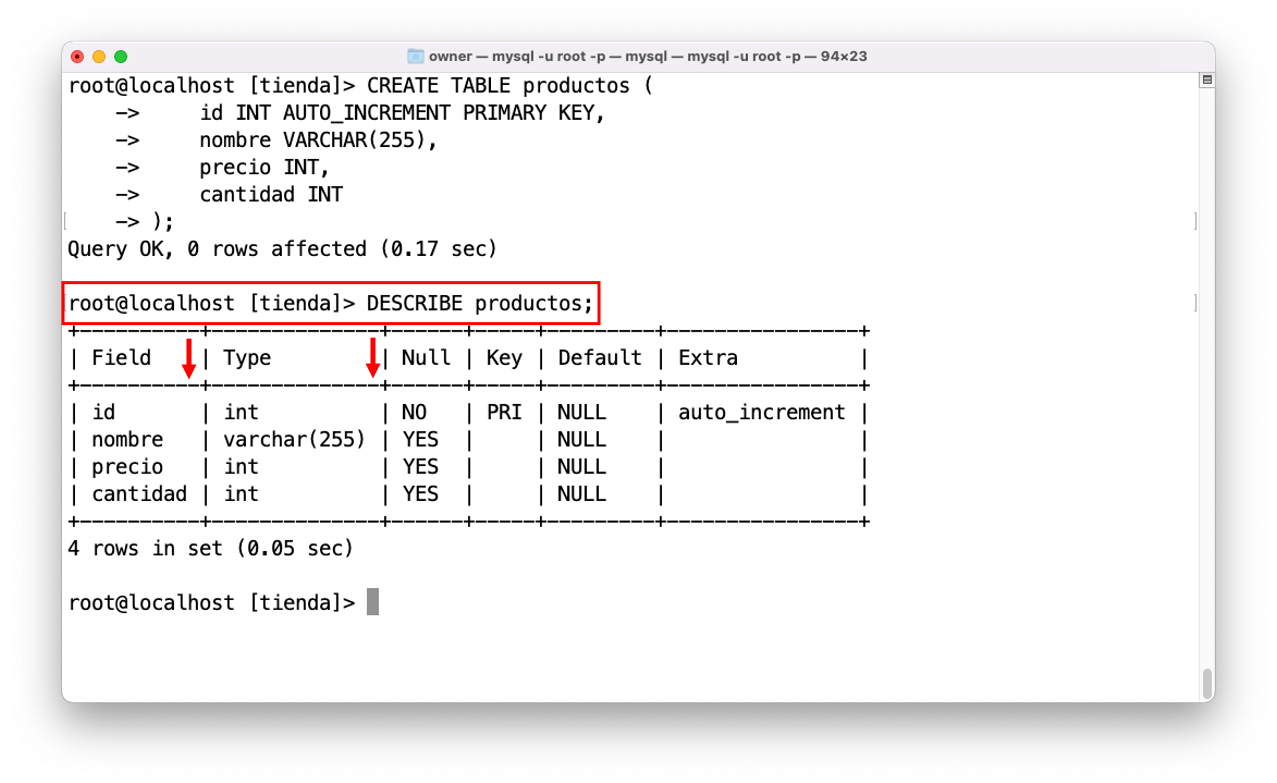 owner — mysql -u root -p — mysql — mysql -u root -p — 94×23
root@localhost [tienda]> CREATE TABLE productos (
    ->     id INT AUTO_INCREMENT PRIMARY KEY,
    ->     nombre VARCHAR(255),
    ->     precio INT,
    ->     cantidad INT
    -> );
Query OK, 0 rows affected (0.17 sec)
root@localhost [tienda]> DESCRIBE productos;
+----------+--------------+------+-----+---------+----------------+
| Field    | Type         | Null | Key | Default | Extra          |
+----------+--------------+------+-----+---------+----------------+
| id       | int          | NO   | PRI | NULL    | auto_increment |
| nombre   | varchar(255) | YES  |     | NULL    |                |
| precio   | int          | YES  |     | NULL    |                |
| cantidad | int          | YES  |     | NULL    |                |
+----------+--------------+------+-----+---------+----------------+
4 rows in set (0.05 sec)
root@localhost [tienda]>